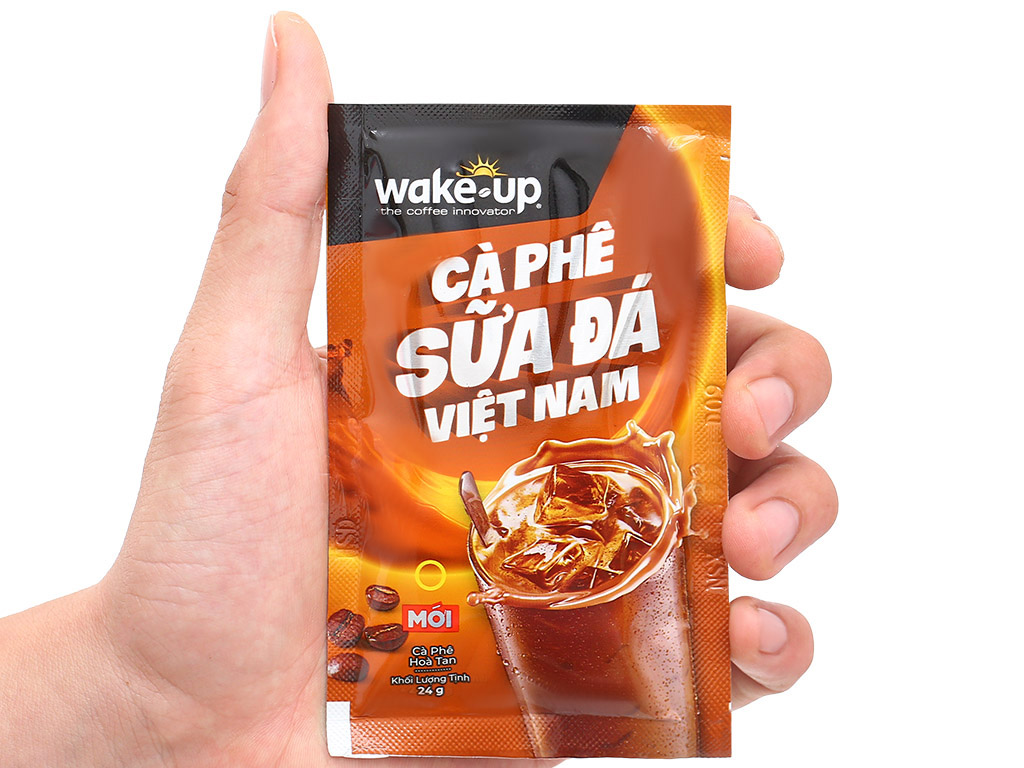 wake-up
the coffee innovator
CÀ PHÊ
SỮA ĐÁ
VIỆT NAM
MỚI
Cà Phê
Hoà Tan
Khối Lượng Tịnh
24 g